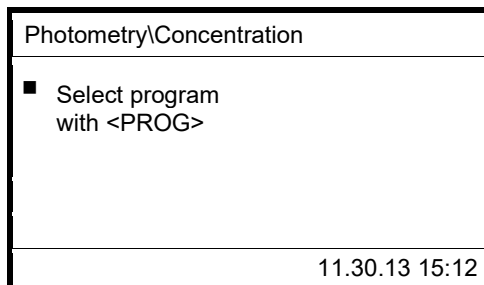 Photometry\Concentration
■ Select program
with <PROG>
11.30.13 15:12